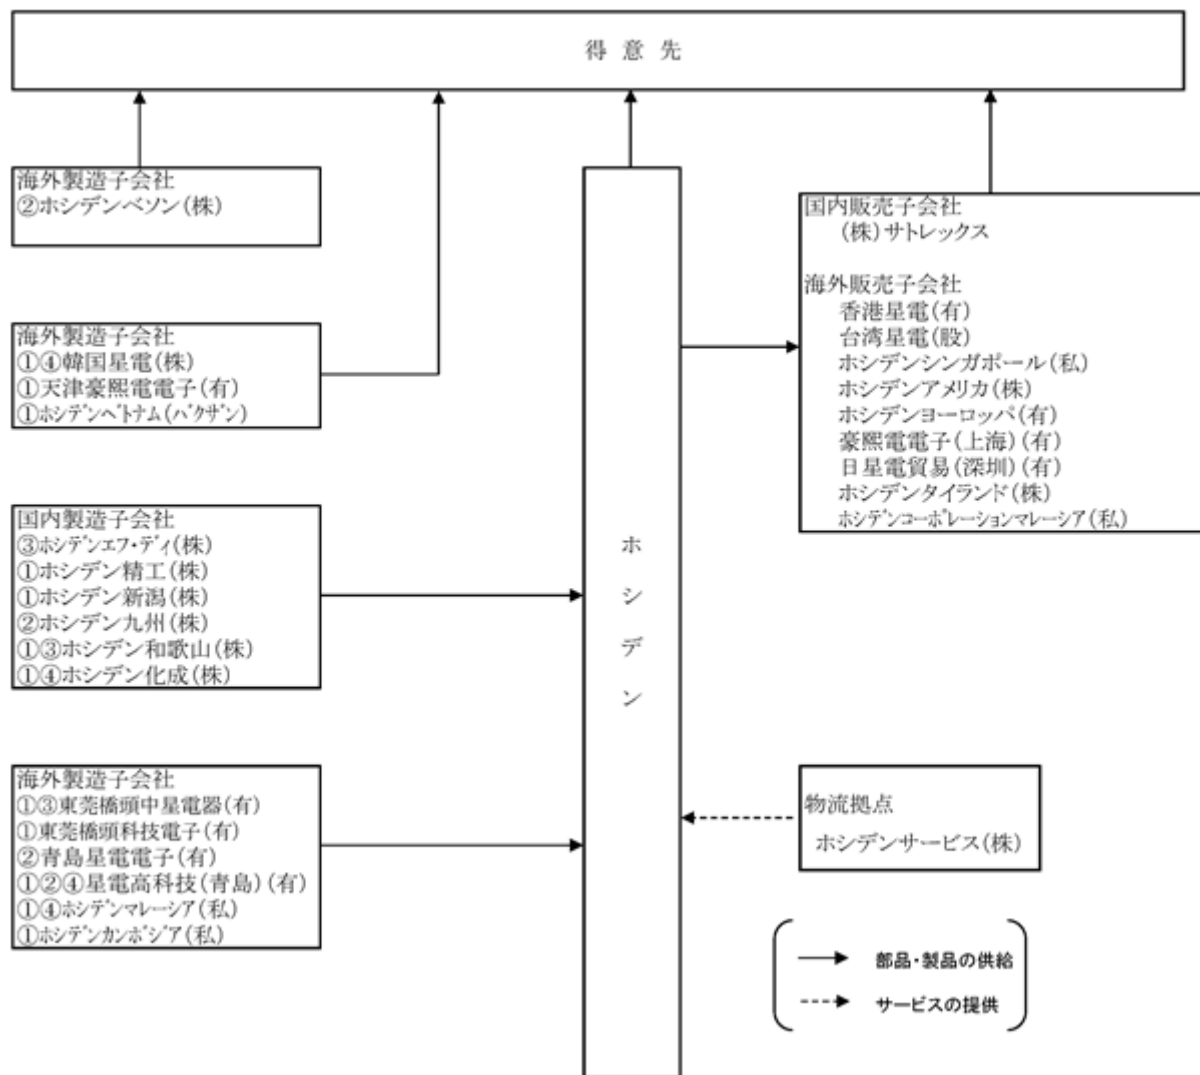 得意先
海外製造子会社
②ホシデンベソン(株)
海外製造子会社
①④韓国星電(株)
①天津豪熙電電子(有)
①ホシデンベトナム(バクザン)
国内製造子会社
③ホシデンエフ・ディ(株)
①ホシデン精工(株)
①ホシデン新潟(株)
②ホシデン九州(株)
①③ホシデン和歌山(株)
①④ホシデン化成(株)
海外製造子会社
①③東莞橋頭中星電器(有)
①東莞橋頭科技電子(有)
②青島星電電子(有)
①②④星電高科技(青島)(有)
①④ホシデンマレーシア(私)
①ホシデンカンボジア(私)
ホシデン
国内販売子会社
(株)サトレックス
海外販売子会社
香港星電(有)
台湾星電(股)
ホシデンシンガポール(私)
ホシデンアメリカ(株)
ホシデンヨーロッパ(有)
豪熙電電子(上海)(有)
日星電貿易(深圳)(有)
ホシデンタイランド(株)
ホシデンコーポレーションマレーシア(私)
物流拠点
ホシデンサービス(株)
部品・製品の供給
サービスの提供